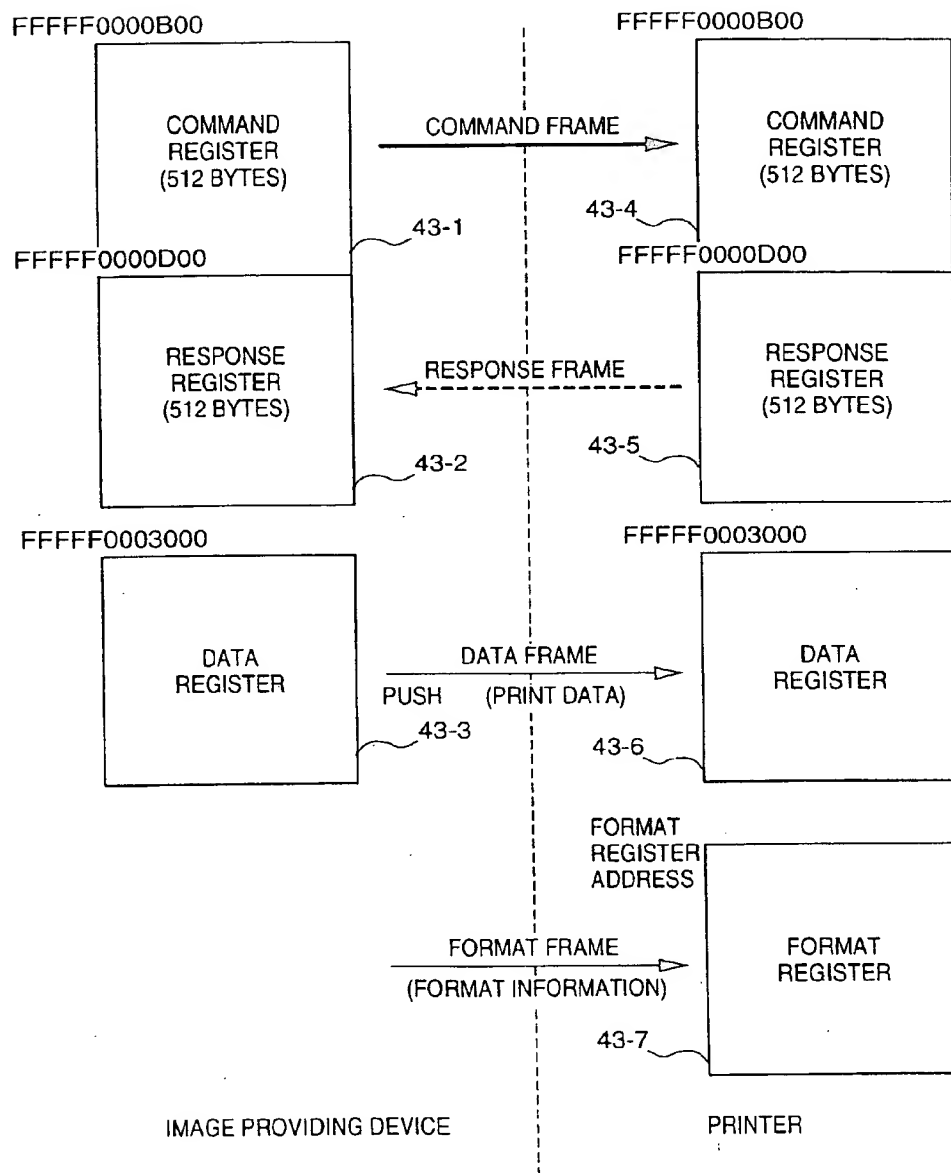 FFFFF0000B00
FFFFF0000B00
COMMAND
REGISTER
(512 BYTES)
COMMAND FRAME
COMMAND
REGISTER
(512 BYTES)
43-1
43-4
FFFFF0000D00
FFFFF0000D00
RESPONSE
REGISTER
(512 BYTES)
RESPONSE FRAME
RESPONSE
REGISTER
(512 BYTES)
43-2
43-5
FFFFF0003000
FFFFF0003000
DATA
REGISTER
DATA FRAME
PUSH (PRINT DATA)
DATA
REGISTER
43-3
43-6
FORMAT
REGISTER
ADDRESS
FORMAT FRAME
(FORMAT INFORMATION)
FORMAT
REGISTER
43-7
IMAGE PROVIDING DEVICE
PRINTER